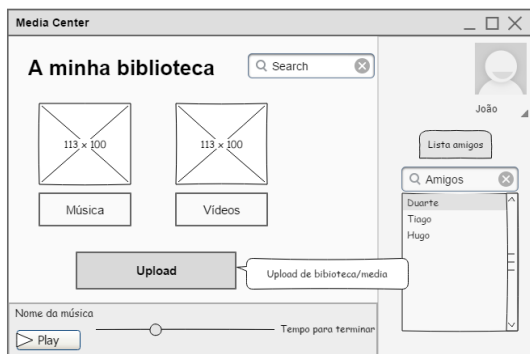 Media Center
A minha biblioteca
Search
João
Lista amigos
113 x 100
113 x 100
Amigos
Música
Vídeos
Duarte
Tiago
Hugo
Upload
Upload de bibioteca/media
Nome da música
Play
Tempo para terminar